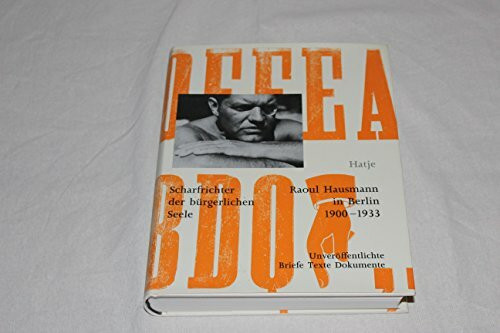 OFFEA
Hatje
Scharfrichter
der bürgerlichen
Seele
Raoul Hausmann
in Berlin
1900–1933
BDQ
Unveröffentlichte
Briefe Texte Dokumente